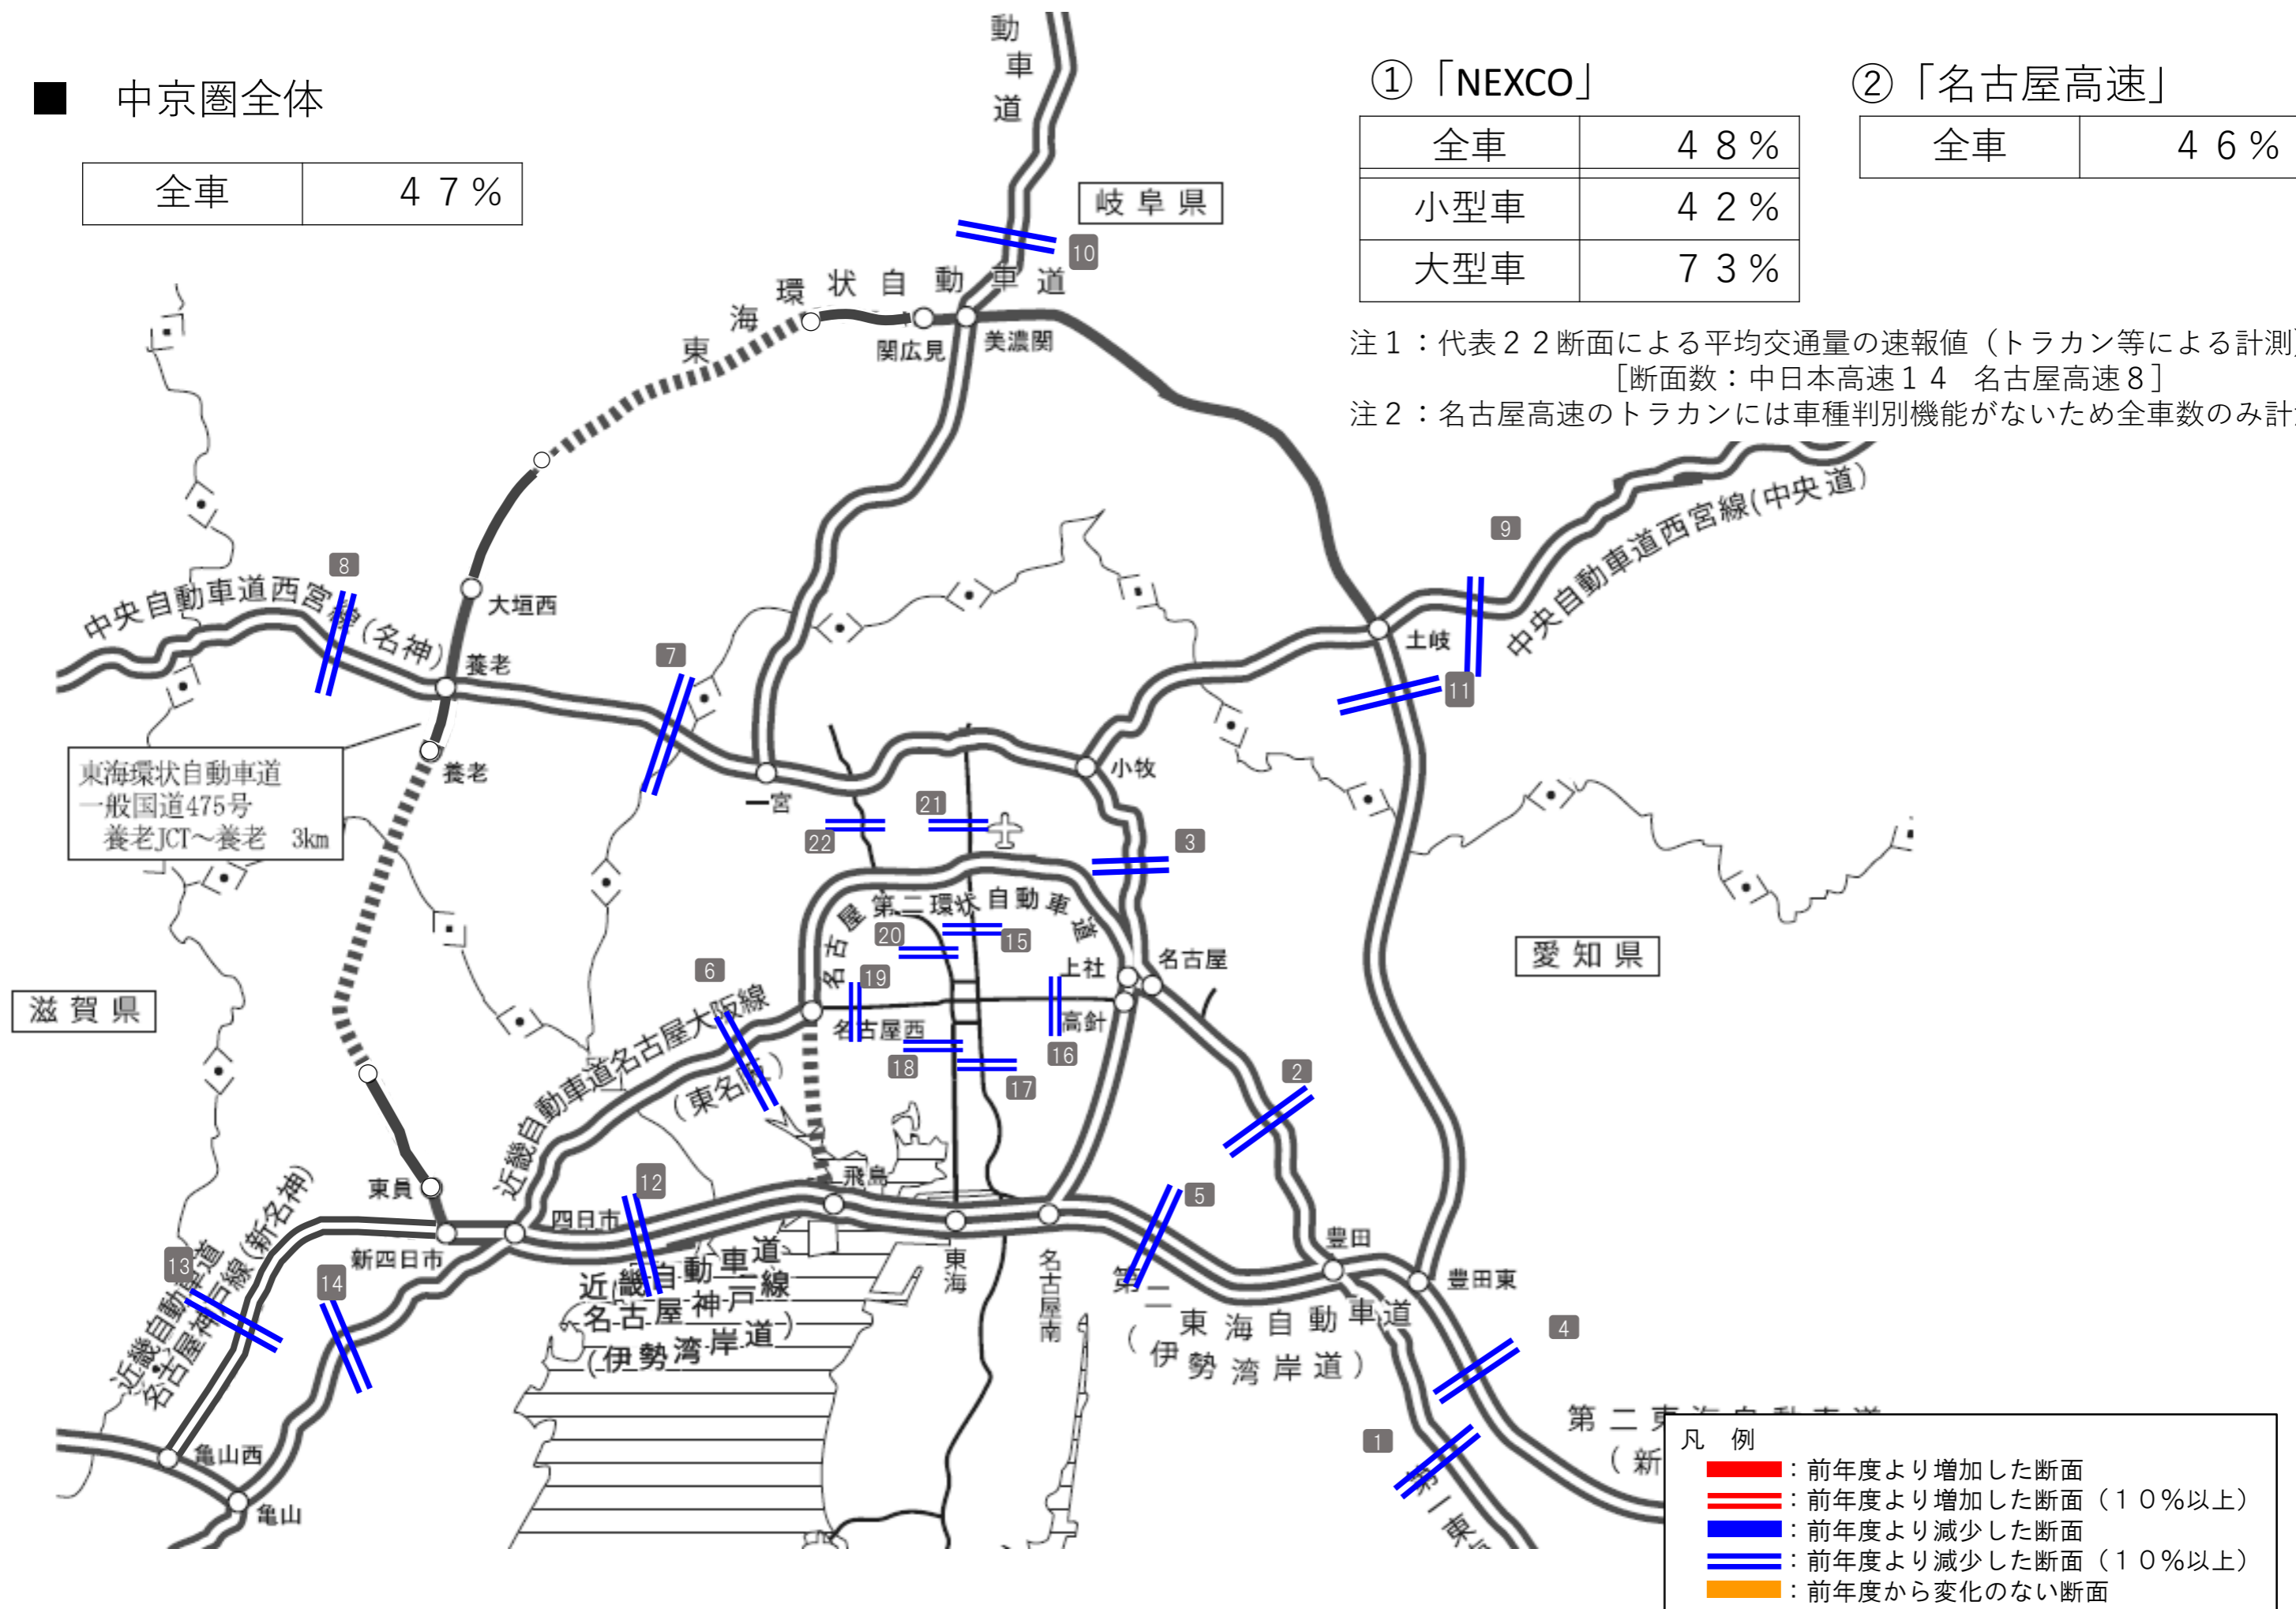 ■ 中京圏全体
全車 47%
①「NEXCO」
全車 48%
小型車 42%
大型車 73%
②「名古屋高速」
全車 46%
注1：代表22断面による平均交通量の速報値（トラカン等による計測）
［断面数：中日本高速14 名古屋高速8］
注2：名古屋高速のトラカンには車種判別機能がないため全車数のみ計
動車道
岐阜県
10
東海環状自動車道
関広見
美濃関
9
中央自動車道西宮線(中央道)
8
中央自動車道西宮線(名神)
大垣西
養老
7
土岐
11
養老
東海環状自動車道
一般国道475号
養老JCT～養老 3km
一宮
小牧
21
22
3
名古屋第二環状自動車道
20
15
上社
名古屋
愛知県
6
19
滋賀県
名古屋西
高針
近畿自動車道名古屋大阪線
(東名阪)
18
16
17
2
東員
12
飛島
5
四日市
新四日市
豊田
13
近畿自動車道
名古屋神戸線(新名神)
14
近畿自動車道
名古屋神戸線
(伊勢湾岸道)
東海
名古屋南
豊田東
第二東海自動車道
(伊勢湾岸道)
4
1
亀山西
亀山
第一東
第二東海自動車道
(新
凡 例
：前年度より増加した断面
：前年度より増加した断面（10％以上）
：前年度より減少した断面
：前年度より減少した断面（10％以上）
：前年度から変化のない断面